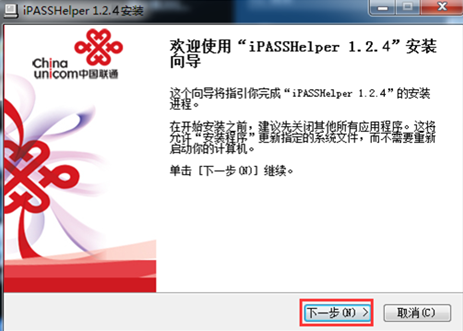 iPASSHelper 1.2.4 安装
China
unicom中国联通
欢迎使用“iPASSHelper 1.2.4”安装
向导
这个向导将指引你完成“iPASSHelper 1.2.4”的安装
进程。
在开始安装之前，建议先关闭其他所有应用程序。这将
允许“安装程序”更新指定的系统文件，而不需要重新
启动你的计算机。
单击 [下一步(N)] 继续。
下一步(N) >
取消(C)